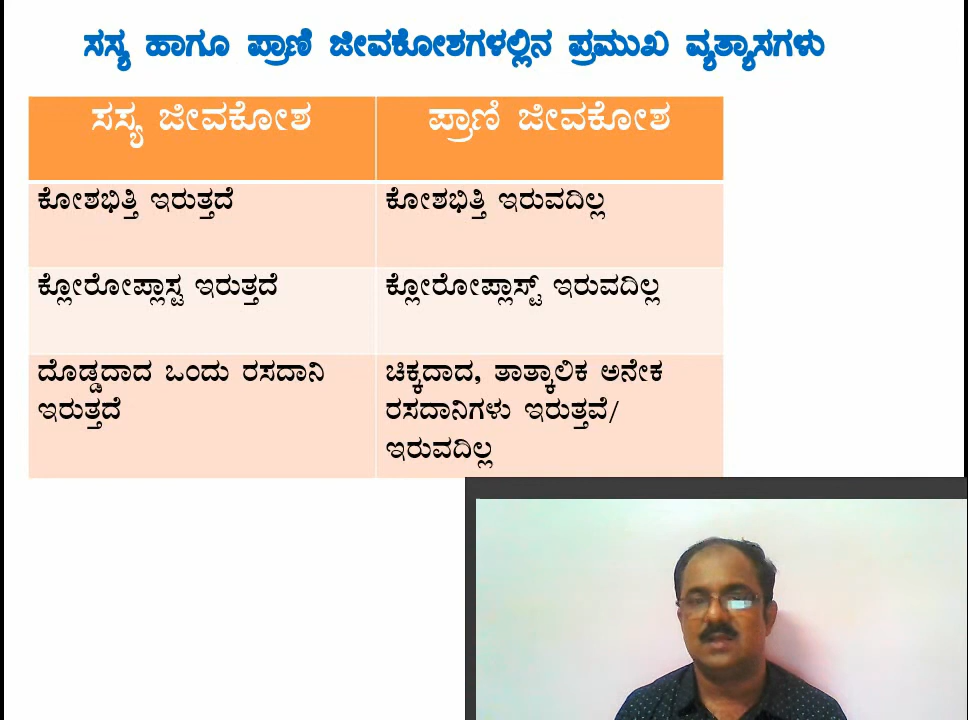 ಸಸ್ಯ ಹಾಗೂ ಪ್ರಾಣಿ ಜೀವಕೋಶಗಳಲ್ಲಿನ ಪ್ರಮುಖ ವ್ಯತ್ಯಾಸಗಳು
ಸಸ್ಯ ಜೀವಕೋಶ
ಪ್ರಾಣಿ ಜೀವಕೋಶ
ಕೋಶಭಿತ್ತಿ ಇರುತ್ತದೆ
ಕೋಶಭಿತ್ತಿ ಇರುವದಿಲ್ಲ
ಕ್ಲೋರೋಪ್ಲಾಸ್ಟ ಇರುತ್ತದೆ
ಕ್ಲೋರೋಪ್ಲಾಸ್ಟ್ ಇರುವದಿಲ್ಲ
ದೊಡ್ಡದಾದ ಒಂದು ರಸದಾನಿ
ಇರುತ್ತದೆ
ಚಿಕ್ಕದಾದ, ತಾತ್ಕಾಲಿಕ ಅನೇಕ
ರಸದಾನಿಗಳು ಇರುತ್ತವೆ/
ಇರುವದಿಲ್ಲ